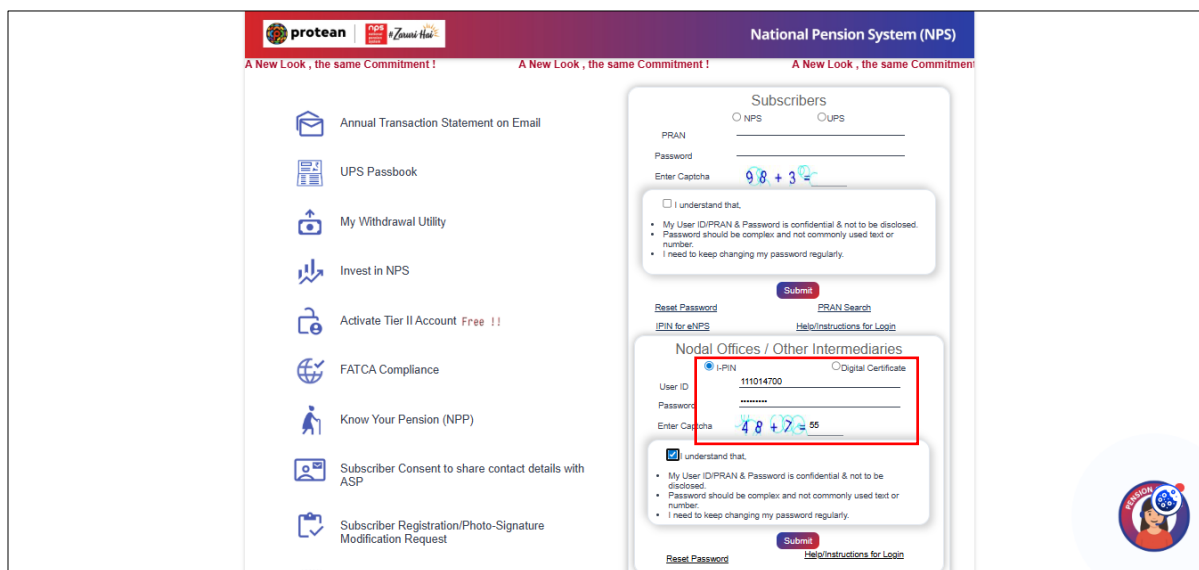 protean
nps
national
pension
system
#Zaruri Hai
National Pension System (NPS)
A New Look , the same Commitment !
A New Look , the same Commitment !
A New Look , the same Commitment
Annual Transaction Statement on Email
UPS Passbook
My Withdrawal Utility
Invest in NPS
Activate Tier II Account Free !!
FATCA Compliance
Know Your Pension (NPP)
Subscriber Consent to share contact details with
ASP
Subscriber Registration/Photo-Signature
Modification Request
Subscribers
NPS UPS
PRAN
Password
Enter Captcha 98 + 3 =
I understand that,
• My User ID/PRAN & Password is confidential & not to be disclosed.
• Password should be complex and not commonly used text or
number.
• I need to keep changing my password regularly.
Submit
Reset Password PRAN Search
IPIN for eNPS Help/Instructions for Login
Nodal Offices / Other Intermediaries
I-PIN Digital Certificate
User ID 111014700
Password •••••••••
Enter Captcha 48 + 7 = 55
I understand that,
• My User ID/PRAN & Password is confidential & not to be
disclosed.
• Password should be complex and not commonly used text or
number.
• I need to keep changing my password regularly.
Submit
Reset Password Help/Instructions for Login
PENSION